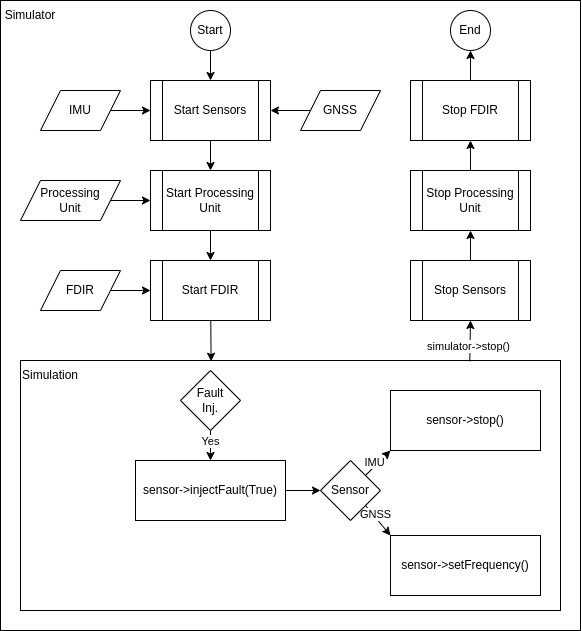 Simulator
Start
End
IMU
Start Sensors
GNSS
Stop FDIR
Processing
Unit
Start Processing
Unit
Stop Processing
Unit
FDIR
Start FDIR
Stop Sensors
simulator->stop()
Simulation
Fault
Inj.
Yes
sensor->injectFault(True)
Sensor
IMU
sensor->stop()
GNSS
sensor->setFrequency()